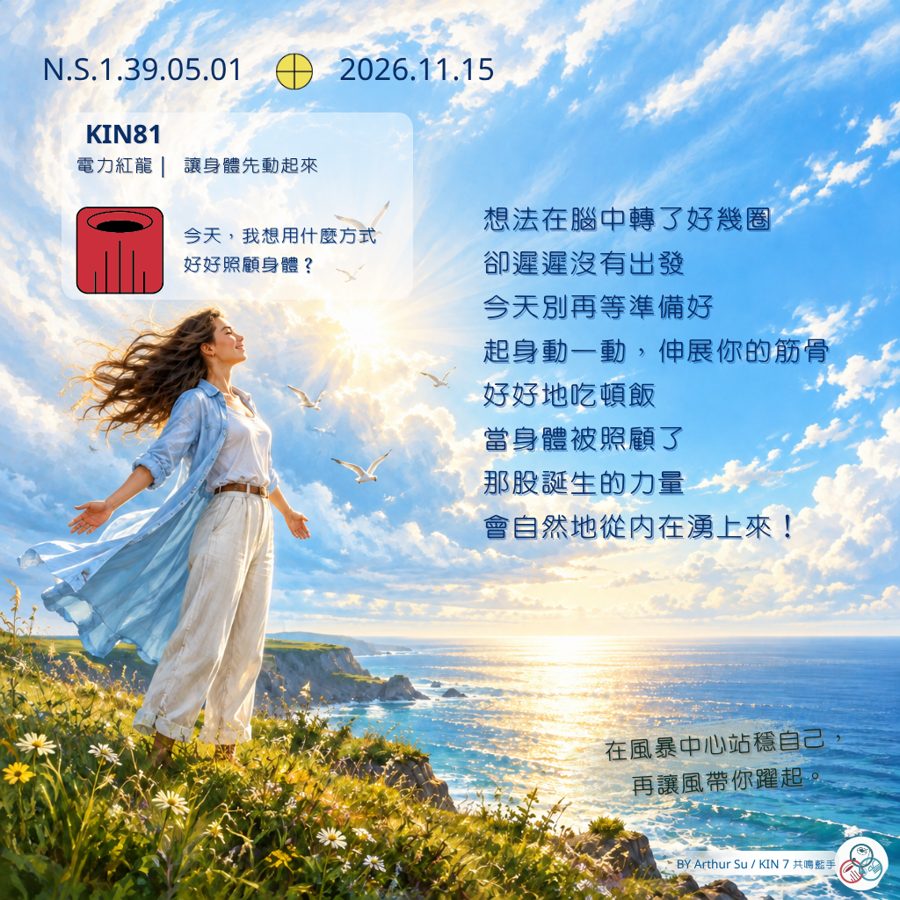 N.S.1.39.05.01 2026.11.15
KIN81
電力紅龍｜ 讓身體先動起來
今天，我想用什麼方式
好好照顧身體？
想法在腦中轉了好幾圈
卻遲遲沒有出發
今天別再等準備好
起身動一動，伸展你的筋骨
好好地吃頓飯
當身體被照顧了
那股誕生的力量
會自然地從內在湧上來！
在風暴中心站穩自己，
再讓風帶你躍起。
BY Arthur Su / KIN 7 共鳴藍手